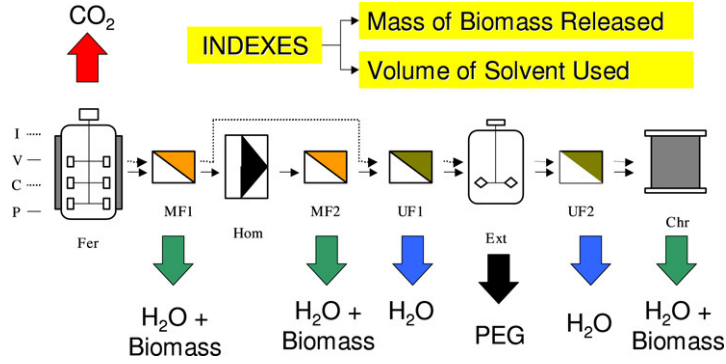 CO₂
INDEXES
Mass of Biomass Released
Volume of Solvent Used
I
V
C
P
Fer
MF1
Hom
MF2
UF1
Ext
UF2
Chr
H₂O +
Biomass
H₂O +
Biomass
H₂O
PEG
H₂O
H₂O +
Biomass